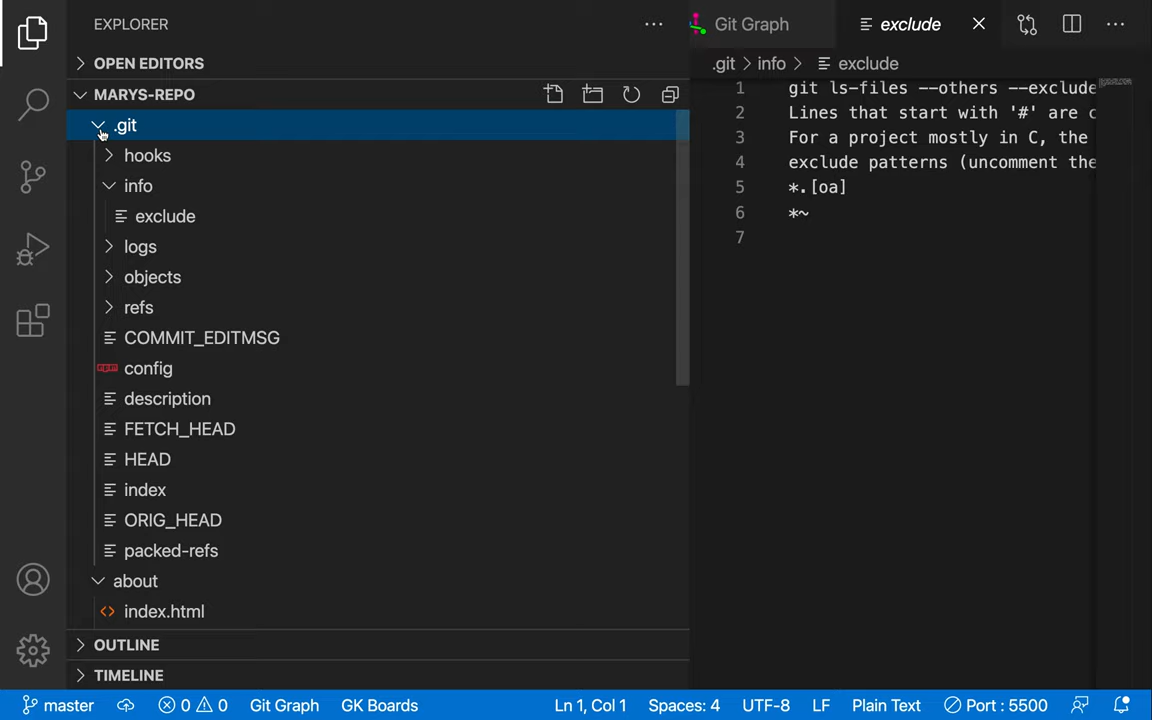 EXPLORER
OPEN EDITORS
MARYS-REPO
.git
hooks
info
exclude
logs
objects
refs
COMMIT_EDITMSG
config
description
FETCH_HEAD
HEAD
index
ORIG_HEAD
packed-refs
about
index.html
OUTLINE
TIMELINE
Git Graph
exclude
.git > info > exclude
1 git ls-files --others --exclude
2 Lines that start with '#' are c
3 For a project mostly in C, the
4 exclude patterns (uncomment the
5 *.[oa]
6 *~
7
master 0 0 Git Graph GK Boards Ln 1, Col 1 Spaces: 4 UTF-8 LF Plain Text Port : 5500